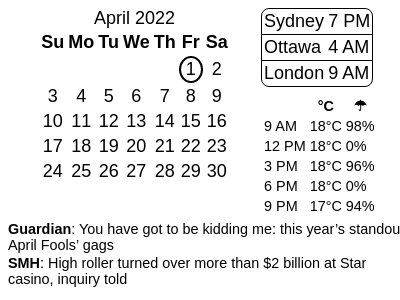 April 2022
Su Mo Tu We Th Fr Sa
1 2
3 4 5 6 7 8 9
10 11 12 13 14 15 16
17 18 19 20 21 22 23
24 25 26 27 28 29 30
Sydney 7 PM
Ottawa 4 AM
London 9 AM
°C ☂
9 AM 18°C 98%
12 PM 18°C 0%
3 PM 18°C 96%
6 PM 18°C 0%
9 PM 17°C 94%
Guardian: You have got to be kidding me: this year’s standou
April Fools’ gags
SMH: High roller turned over more than $2 billion at Star
casino, inquiry told